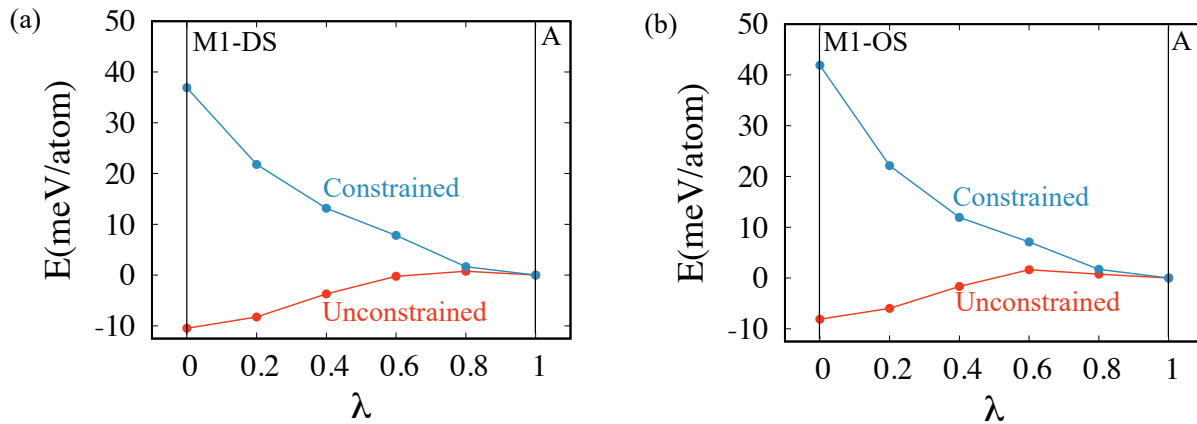 (a)
M1-DS
A
50
40
30
20
10
0
-10
E(meV/atom)
Constrained
Unconstrained
0 0.2 0.4 0.6 0.8 1
λ
(b)
M1-OS
A
50
40
30
20
10
0
-10
E(meV/atom)
Constrained
Unconstrained
0 0.2 0.4 0.6 0.8 1
λ